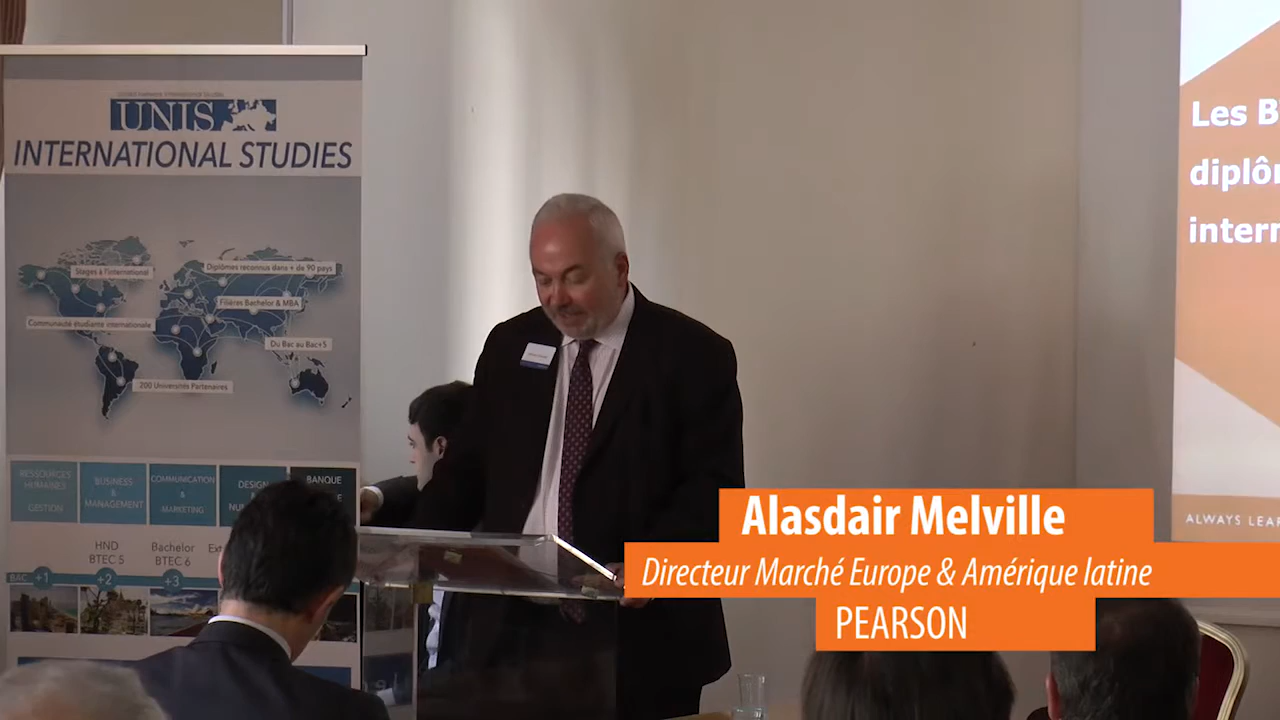 UNIS
INTERNATIONAL STUDIES
Stages à l'international
Diplômes reconnus dans + de 90 pays
Filières Bachelor & MBA
Communauté étudiante internationale
Du Bac au Bac+5
200 Universités Partenaires
RESSOURCES
HUMAINES
GESTION
BUSINESS
&
MANAGEMENT
COMMUNICATION
&
MARKETING
DESIGN
BANQUE
HND
BTEC 5
Bachelor
BTEC 6
BAC +1 +2 +3
Les B
diplô
intern
ALWAYS LEAR
Alasdair Melville
Directeur Marché Europe & Amérique latine
PEARSON